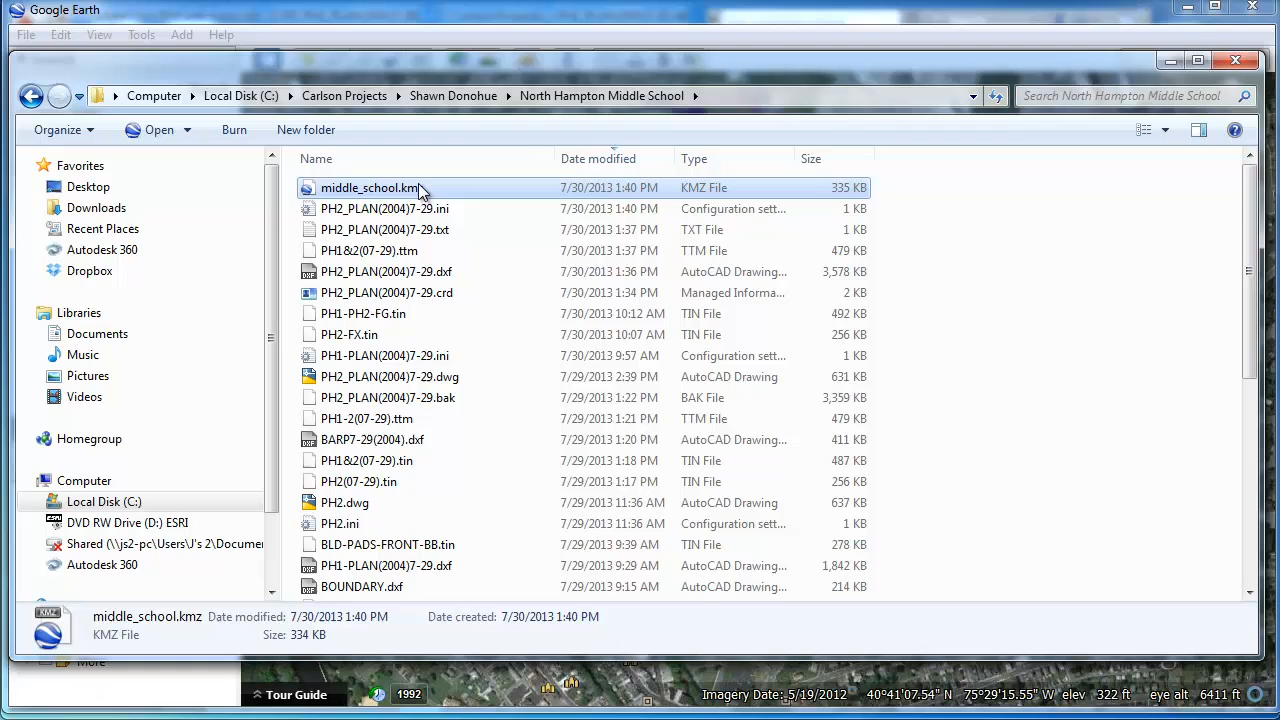 Google Earth
File Edit View Tools Add Help
Computer Local Disk (C:) Carlson Projects Shawn Donohue North Hampton Middle School Search North Hampton Middle School
Organize Open Burn New folder
Name Date modified Type Size
Favorites
Desktop
Downloads
Recent Places
Autodesk 360
Dropbox
Libraries
Documents
Music
Pictures
Videos
Homegroup
Computer
Local Disk (C:)
DVD RW Drive (D:) ESRI
Shared (\\js2-pc\Users\J's 2\Docume
Autodesk 360
middle_school.km 7/30/2013 1:40 PM KMZ File 335 KB
PH2_PLAN(2004)7-29.ini 7/30/2013 1:40 PM Configuration sett... 1 KB
PH2_PLAN(2004)7-29.txt 7/30/2013 1:37 PM TXT File 1 KB
PH1&2(07-29).ttm 7/30/2013 1:37 PM TTM File 479 KB
PH2_PLAN(2004)7-29.dxf 7/30/2013 1:36 PM AutoCAD Drawing... 3,578 KB
PH2_PLAN(2004)7-29.crd 7/30/2013 1:34 PM Managed Informa... 2 KB
PH1-PH2-FG.tin 7/30/2013 10:12 AM TIN File 492 KB
PH2-FX.tin 7/30/2013 10:07 AM TIN File 256 KB
PH1-PLAN(2004)7-29.ini 7/30/2013 9:57 AM Configuration sett... 1 KB
PH2_PLAN(2004)7-29.dwg 7/29/2013 2:39 PM AutoCAD Drawing 631 KB
PH2_PLAN(2004)7-29.bak 7/29/2013 1:22 PM BAK File 3,359 KB
PH1-2(07-29).ttm 7/29/2013 1:21 PM TTM File 479 KB
BARP7-29(2004).dxf 7/29/2013 1:20 PM AutoCAD Drawing... 411 KB
PH1&2(07-29).tin 7/29/2013 1:18 PM TIN File 487 KB
PH2(07-29).tin 7/29/2013 1:17 PM TIN File 256 KB
PH2.dwg 7/29/2013 11:36 AM AutoCAD Drawing 637 KB
PH2.ini 7/29/2013 11:36 AM Configuration sett... 1 KB
BLD-PADS-FRONT-BB.tin 7/29/2013 9:39 AM TIN File 278 KB
PH1-PLAN(2004)7-29.dxf 7/29/2013 9:29 AM AutoCAD Drawing... 1,842 KB
BOUNDARY.dxf 7/29/2013 9:15 AM AutoCAD Drawing... 214 KB
KMZ
middle_school.kmz Date modified: 7/30/2013 1:40 PM Date created: 7/30/2013 1:40 PM
KMZ File Size: 334 KB
More
Tour Guide 1992 Imagery Date: 5/19/2012 40°41'07.54" N 75°29'15.55" W elev 322 ft eye alt 6411 ft